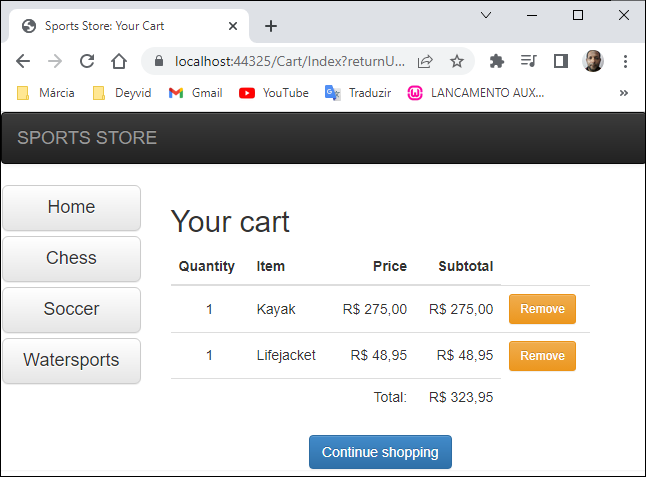 Sports Store: Your Cart
localhost:44325/Cart/Index?returnU...
Márcia Deyvid Gmail YouTube Traduzir LANCAMENTO AUX... »
SPORTS STORE
Home
Chess
Soccer
Watersports
Your cart
Quantity Item Price Subtotal
1 Kayak R$ 275,00 R$ 275,00 Remove
1 Lifejacket R$ 48,95 R$ 48,95 Remove
Total: R$ 323,95
Continue shopping